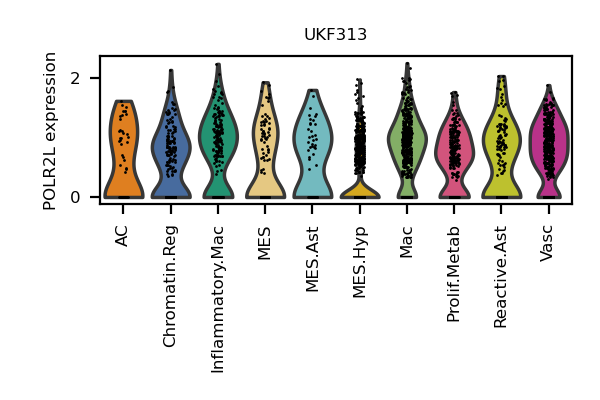 UKF313
POLR2L expression
2
0
AC
Chromatin.Reg
Inflammatory.Mac
MES
MES.Ast
MES.Hyp
Mac
Prolif.Metab
Reactive.Ast
Vasc